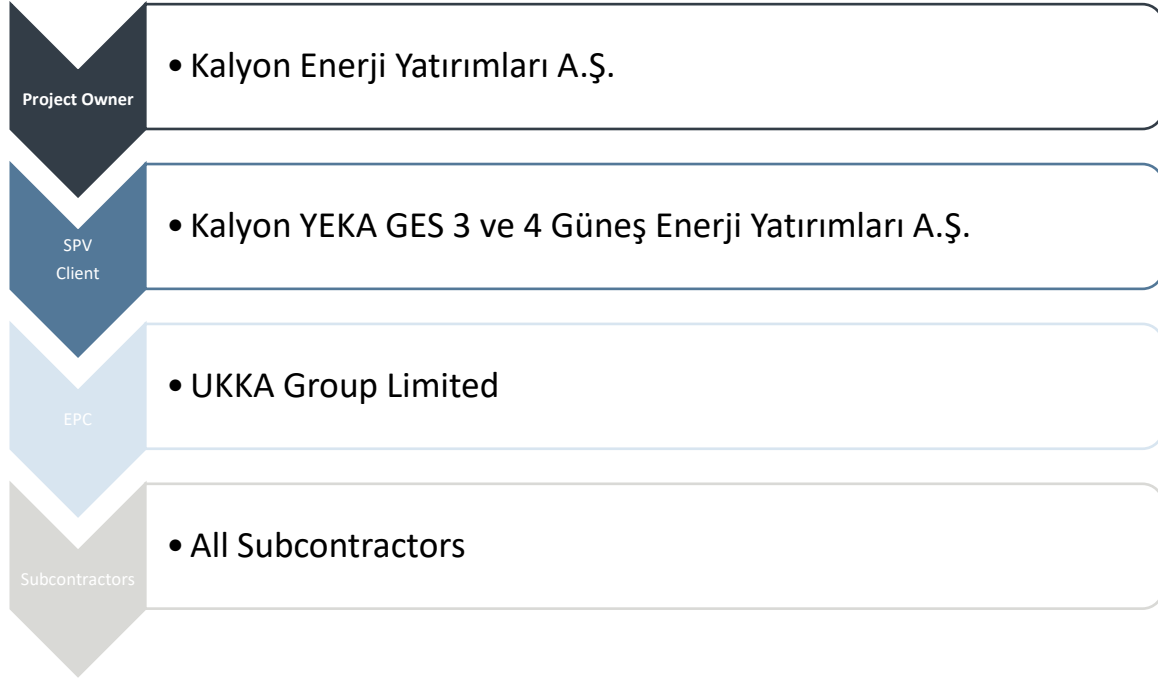 Project Owner
• Kalyon Enerji Yatırımları A.Ş.
SPV
Client
• Kalyon YEKA GES 3 ve 4 Güneş Enerji Yatırımları A.Ş.
EPC
• UKKA Group Limited
Subcontractors
• All Subcontractors